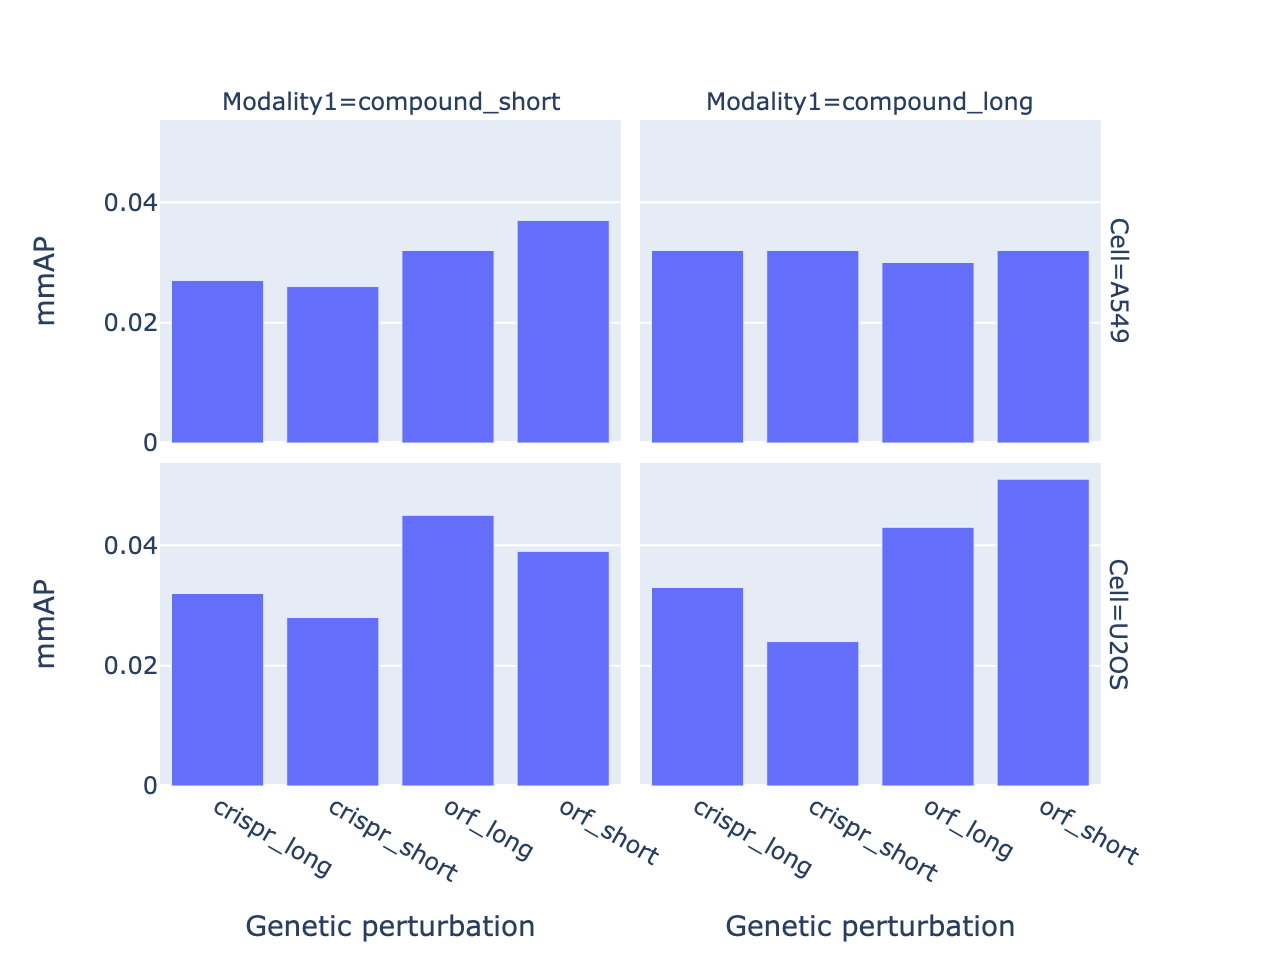 Modality1=compound_short
Modality1=compound_long
mmAP
0.04
0.02
0
Cell=A549
mmAP
0.04
0.02
0
Cell=U2OS
crispr_long
crispr_short
orf_long
orf_short
crispr_long
crispr_short
orf_long
orf_short
Genetic perturbation
Genetic perturbation